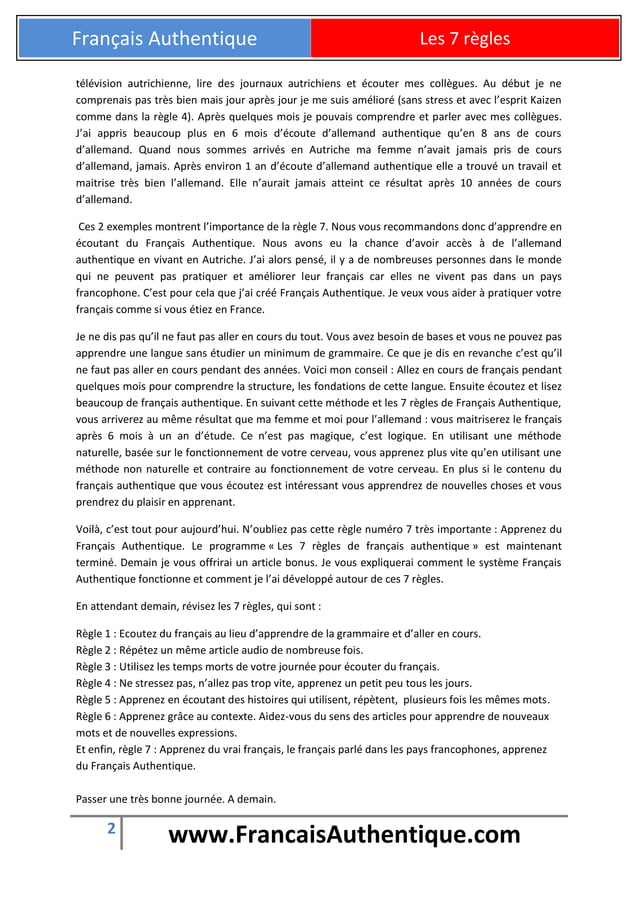 Français Authentique
Les 7 règles
télévision autrichienne, lire des journaux autrichiens et écouter mes collègues. Au début je ne
comprenais pas très bien mais jour après jour je me suis amélioré (sans stress et avec l’esprit Kaizen
comme dans la règle 4). Après quelques mois je pouvais comprendre et parler avec mes collègues.
J’ai appris beaucoup plus en 6 mois d’écoute d’allemand authentique qu’en 8 ans de cours
d’allemand. Quand nous sommes arrivés en Autriche ma femme n’avait jamais pris de cours
d’allemand, jamais. Après environ 1 an d’écoute d’allemand authentique elle a trouvé un travail et
maitrise très bien l’allemand. Elle n’aurait jamais atteint ce résultat après 10 années de cours
d’allemand.
Ces 2 exemples montrent l’importance de la règle 7. Nous vous recommandons donc d’apprendre en
écoutant du Français Authentique. Nous avons eu la chance d’avoir accès à de l’allemand
authentique en vivant en Autriche. J’ai alors pensé, il y a de nombreuses personnes dans le monde
qui ne peuvent pas pratiquer et améliorer leur français car elles ne vivent pas dans un pays
francophone. C’est pour cela que j’ai créé Français Authentique. Je veux vous aider à pratiquer votre
français comme si vous étiez en France.
Je ne dis pas qu’il ne faut pas aller en cours du tout. Vous avez besoin de bases et vous ne pouvez pas
apprendre une langue sans étudier un minimum de grammaire. Ce que je dis en revanche c’est qu’il
ne faut pas aller en cours pendant des années. Voici mon conseil : Allez en cours de français pendant
quelques mois pour comprendre la structure, les fondations de cette langue. Ensuite écoutez et lisez
beaucoup de français authentique. En suivant cette méthode et les 7 règles de Français Authentique,
vous arriverez au même résultat que ma femme et moi pour l’allemand : vous maitriserez le français
après 6 mois à un an d’étude. Ce n’est pas magique, c’est logique. En utilisant une méthode
naturelle, basée sur le fonctionnement de votre cerveau, vous apprenez plus vite qu’en utilisant une
méthode non naturelle et contraire au fonctionnement de votre cerveau. En plus si le contenu du
français authentique que vous écoutez est intéressant vous apprendrez de nouvelles choses et vous
prendrez du plaisir en apprenant.
Voilà, c’est tout pour aujourd’hui. N’oubliez pas cette règle numéro 7 très importante : Apprenez du
Français Authentique. Le programme « Les 7 règles de français authentique » est maintenant
terminé. Demain je vous offrirai un article bonus. Je vous expliquerai comment le système Français
Authentique fonctionne et comment je l’ai développé autour de ces 7 règles.
En attendant demain, révisez les 7 règles, qui sont :
Règle 1 : Ecoutez du français au lieu d’apprendre de la grammaire et d’aller en cours.
Règle 2 : Répétez un même article audio de nombreuse fois.
Règle 3 : Utilisez les temps morts de votre journée pour écouter du français.
Règle 4 : Ne stressez pas, n’allez pas trop vite, apprenez un petit peu tous les jours.
Règle 5 : Apprenez en écoutant des histoires qui utilisent, répètent, plusieurs fois les mêmes mots.
Règle 6 : Apprenez grâce au contexte. Aidez-vous du sens des articles pour apprendre de nouveaux
mots et de nouvelles expressions.
Et enfin, règle 7 : Apprenez du vrai français, le français parlé dans les pays francophones, apprenez
du Français Authentique.
Passer une très bonne journée. A demain.
2
www.FrancaisAuthentique.com